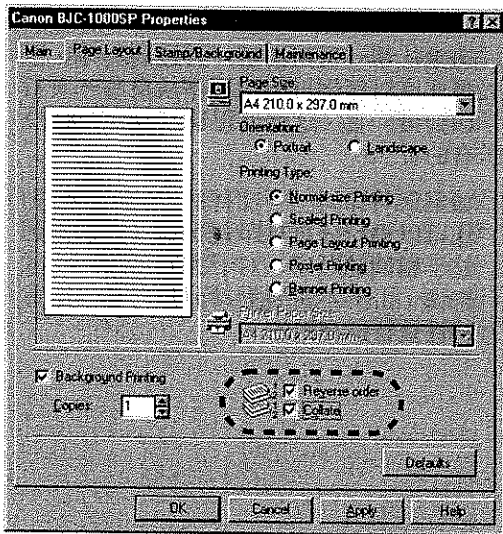 Canon BJC-1000SP Properties
Main Page Layout Stamp/Background Maintenance
Page Size:
A4 210.0 x 297.0 mm
Orientation:
Portrait Landscape
Printing Type:
Normal-size Printing
Scaled Printing
Page Layout Printing
Poster Printing
Banner Printing
Printer Paper Size:
A4 210.0 x 297.0 mm
Background Printing
Copies: 1
Reverse order
Collate
Defaults
OK Cancel Apply Help